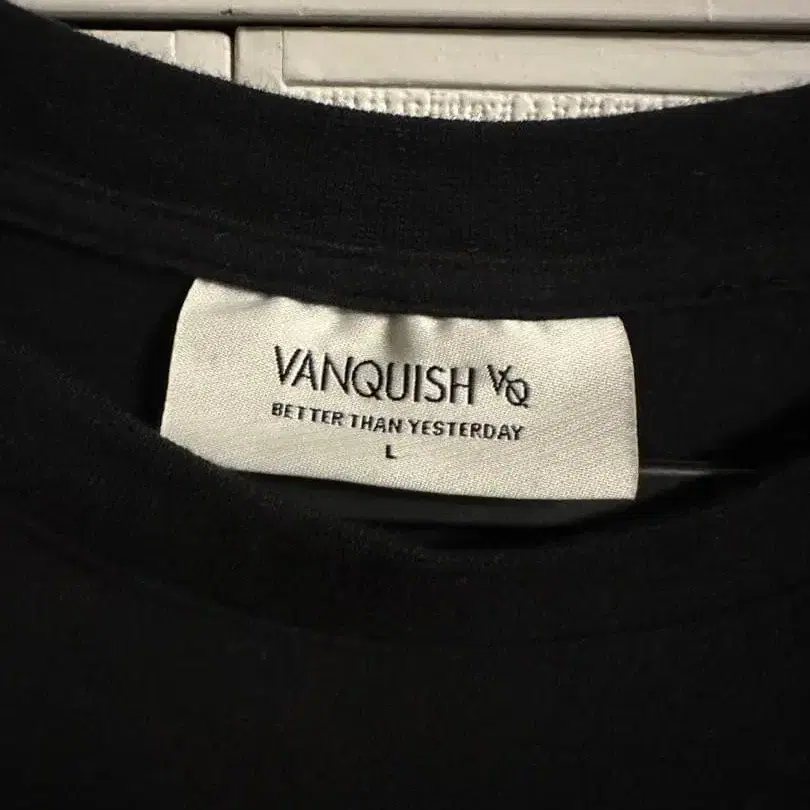 VANQUISH VQ
BETTER THAN YESTERDAY
L